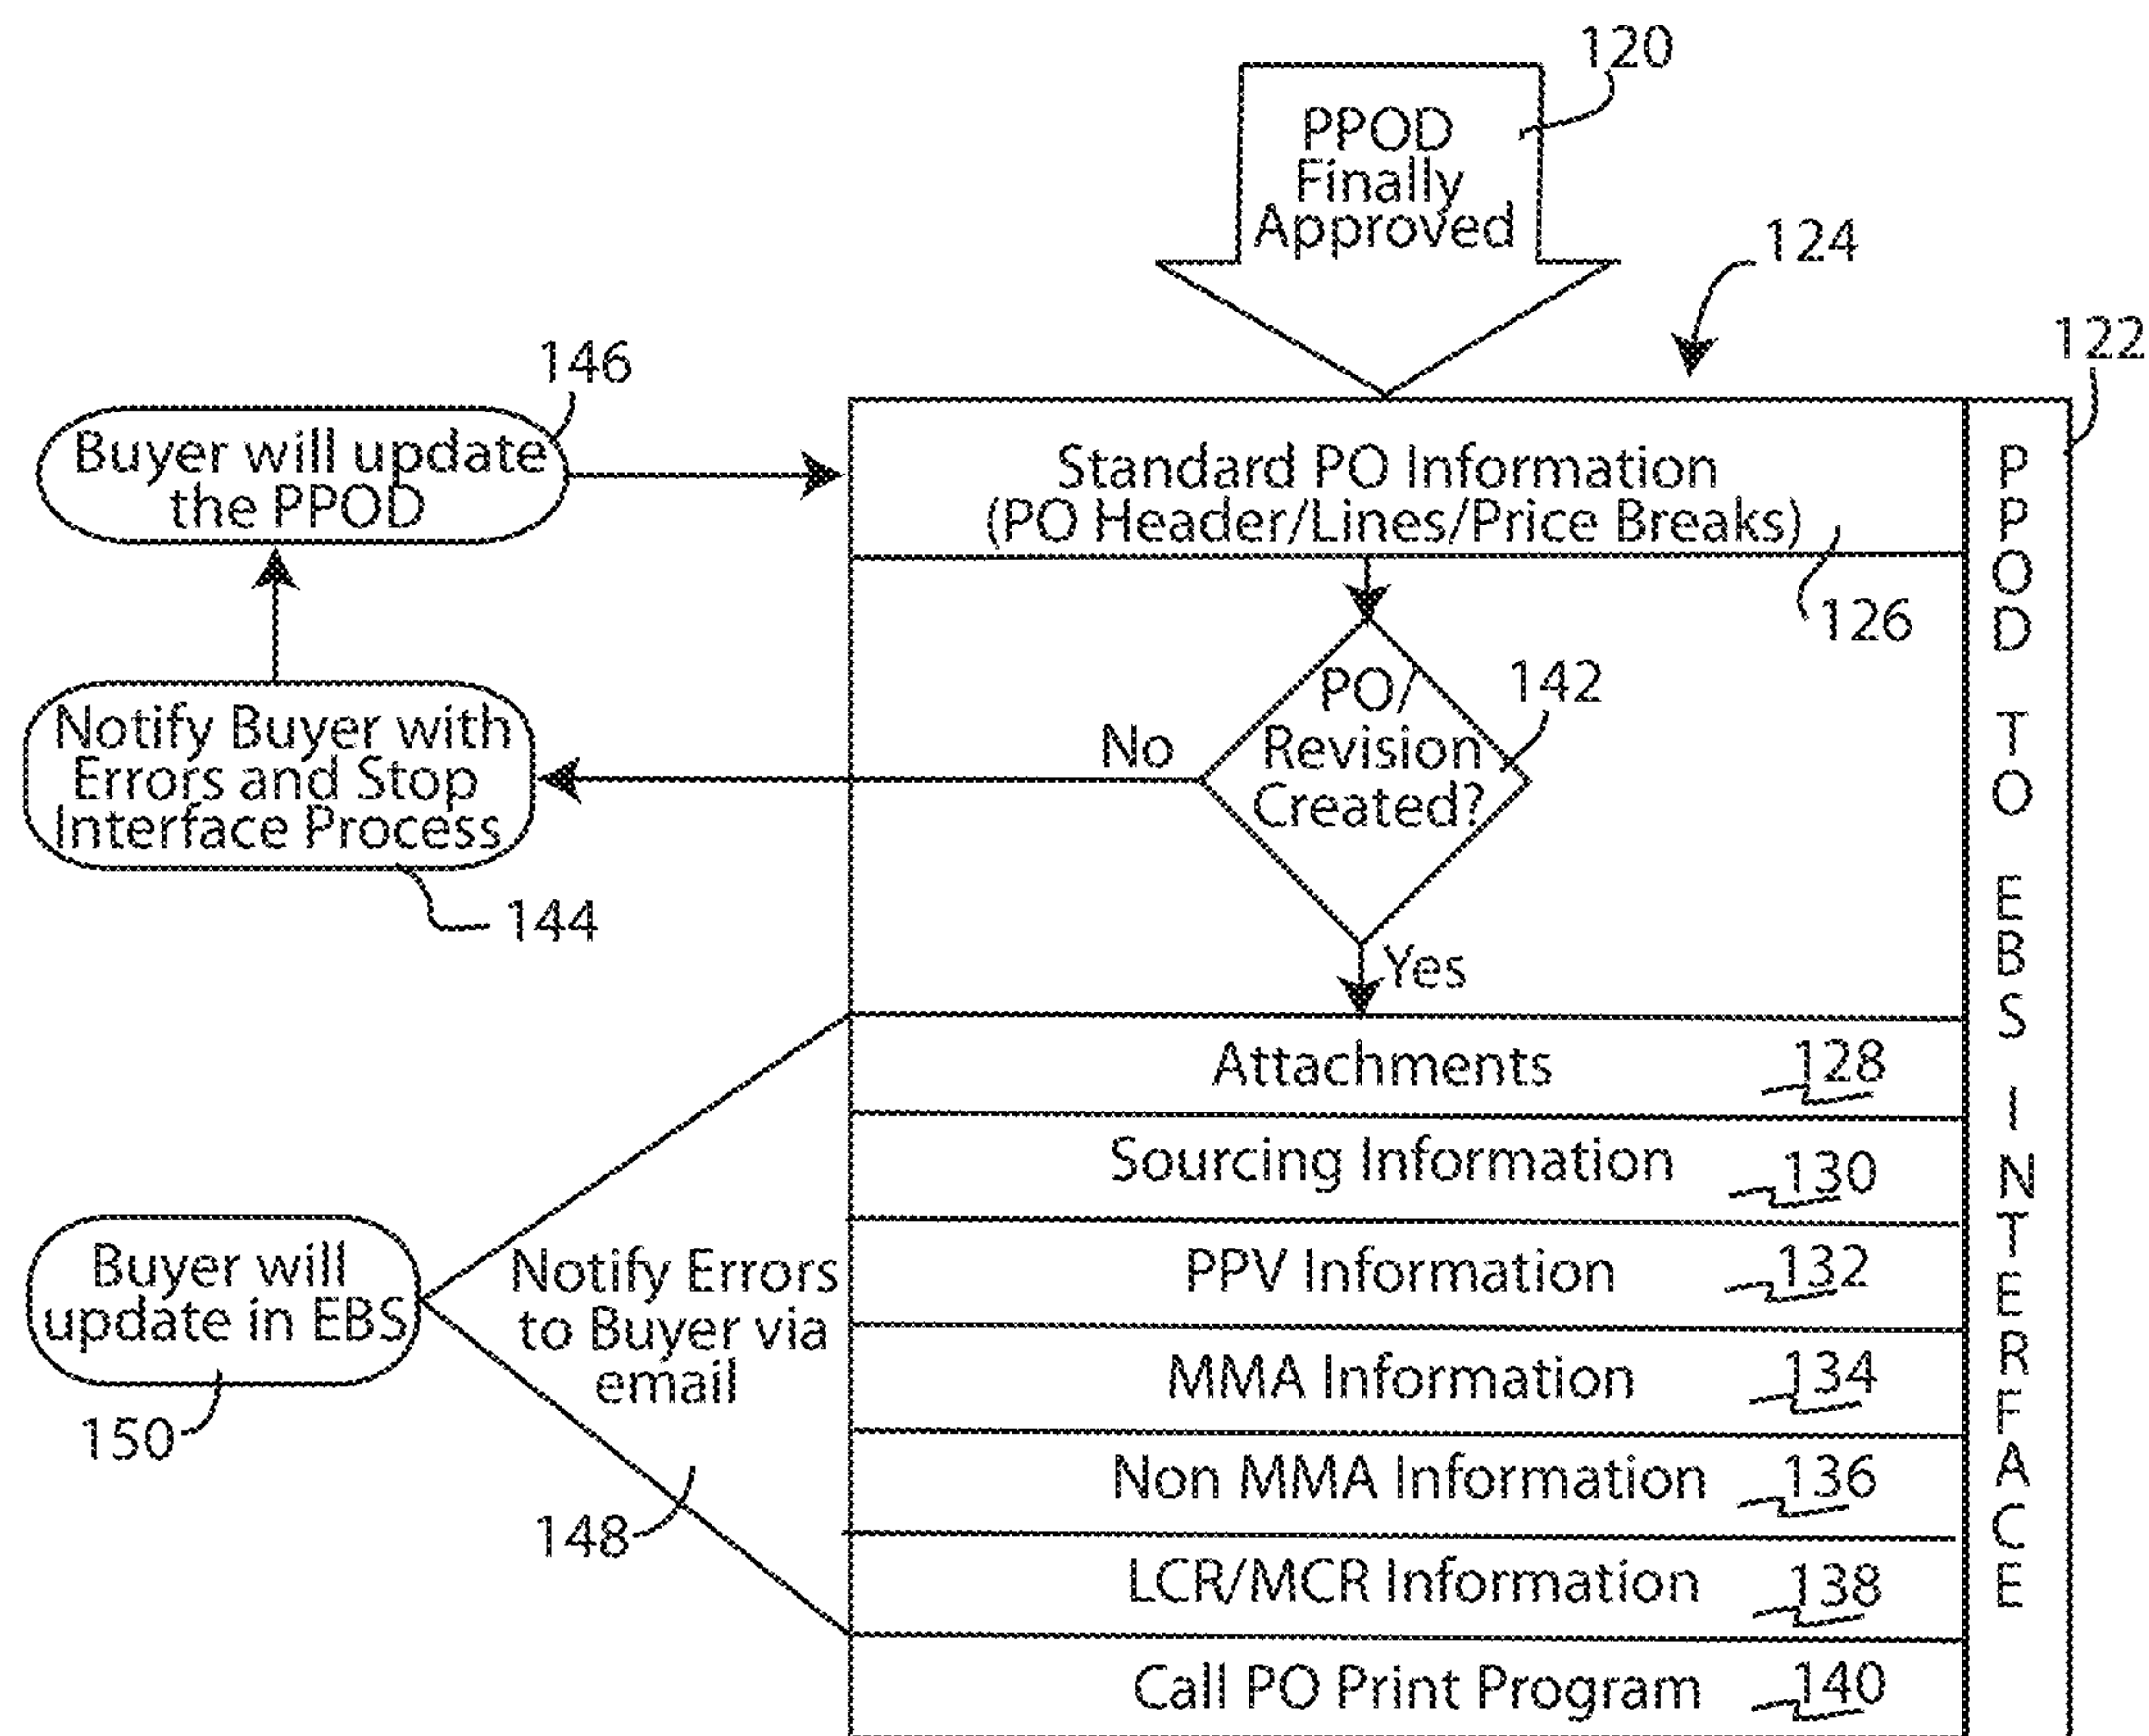 120
PPOD
Finally
Approved
124
122
146
Buyer will update
the PPOD
Standard PO Information
(PO Header/Lines/Price Breaks)
126
PO/
Revision
Created?
142
No
Notify Buyer with
Errors and Stop
Interface Process
144
Yes
Attachments 128
Sourcing Information 130
PPV Information 132
MMA Information 134
Non MMA Information 136
LCR/MCR Information 138
Call PO Print Program 140
Buyer will
update in EBS
150
Notify Errors
to Buyer via
email
148
PPOD TO EBS INTERFACE